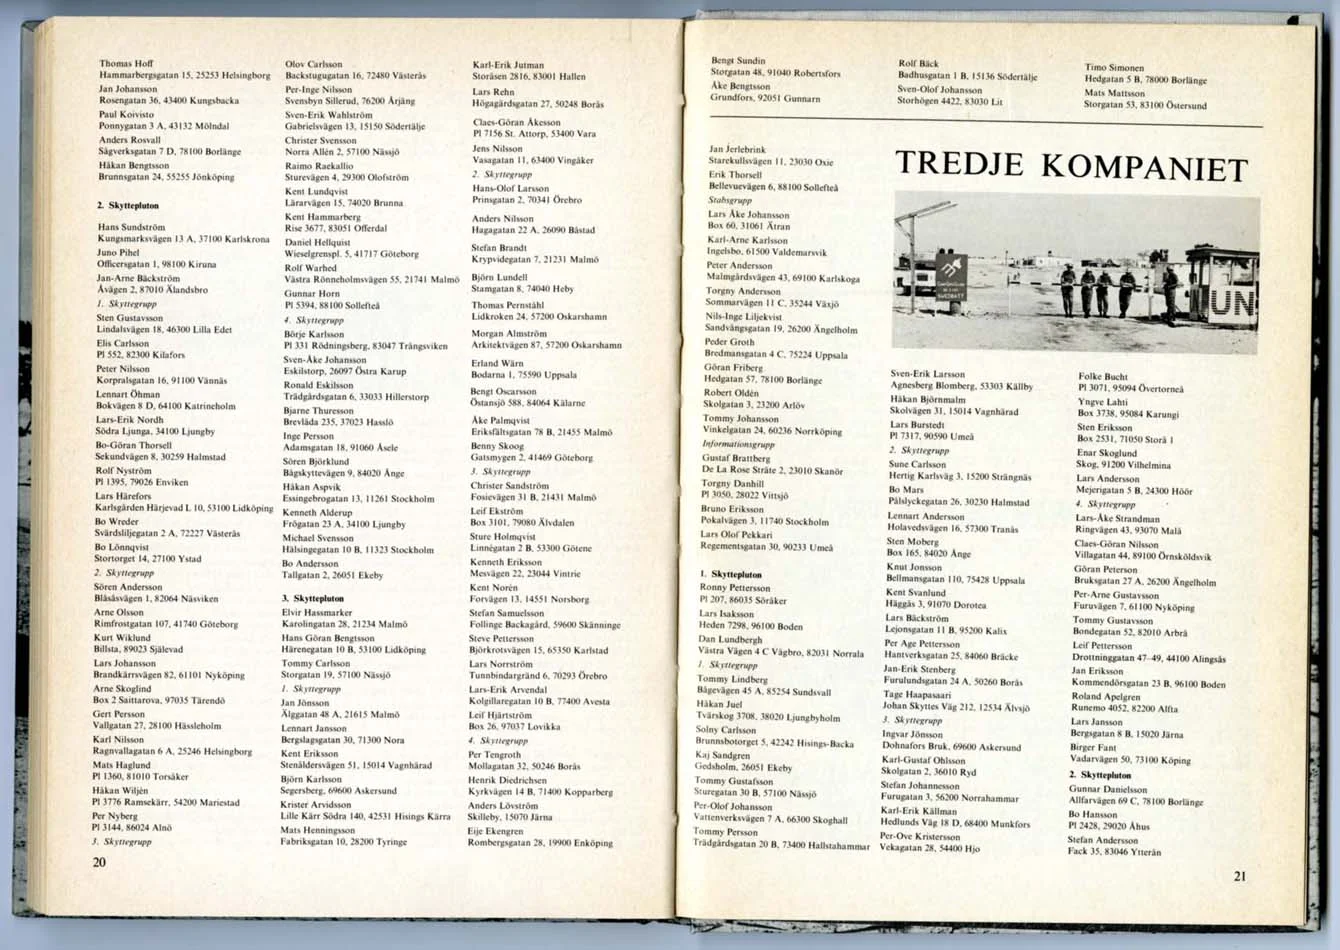 Thomas Hoff
Hammarbergsgatan 15, 25253 Helsingborg
Jan Johansson
Rosengatan 36, 43400 Kungsbacka
Paul Koivisto
Ponnygatan 3 A, 43132 Mölndal
Anders Rosvall
Sågverksgatan 7 D, 78100 Borlänge
Håkan Bengtsson
Brunnsgatan 24, 55255 Jönköping
2. Skyttepluton
Hans Sundström
Kungsmarksvägen 13 A, 37100 Karlskrona
Juno Pihel
Officersgatan 1, 98100 Kiruna
Jan-Arne Bäckström
Åvägen 2, 87010 Älandsbro
1. Skyttegrupp
Sten Gustavsson
Lindalsvägen 18, 46300 Lilla Edet
Elis Carlsson
Pl 552, 82300 Kilafors
Peter Nilsson
Korpralsgatan 16, 91100 Vännäs
Lennart Öhman
Bokvägen 8 D, 64100 Katrineholm
Lars-Erik Nordh
Södra Ljunga, 34100 Ljungby
Bo-Göran Thorsell
Sekundvägen 8, 30259 Halmstad
Rolf Nyström
Pl 1395, 79026 Enviken
Lars Härefors
Karlsgården Härjevad L 10, 53100 Lidköping
Bo Wreder
Svärdsliljegatan 2 A, 72227 Västerås
Bo Lönnqvist
Stortorget 14, 27100 Ystad
2. Skyttegrupp
Sören Andersson
Blåsåsvägen 1, 82064 Näsviken
Arne Olsson
Rimfrostgatan 107, 41740 Göteborg
Kurt Wiklund
Billsta, 89023 Själevad
Lars Johansson
Brandkärrsvägen 82, 61101 Nyköping
Arne Skoglind
Box 2 Saittarova, 97035 Tärendö
Gert Persson
Vallgatan 27, 28100 Hässleholm
Karl Nilsson
Ragnvallagatan 6 A, 25246 Helsingborg
Mats Haglund
Pl 1360, 81010 Torsåker
Håkan Wiljén
Pl 3776 Ramsekärr, 54200 Mariestad
Per Nyberg
Pl 3144, 86024 Alnö
3. Skyttegrupp
20
Olov Carlsson
Backstugugatan 16, 72480 Västerås
Per-Inge Nilsson
Svensbyn Sillerud, 76200 Årjäng
Sven-Erik Wahlström
Gabrielsvägen 13, 15150 Södertälje
Christer Svensson
Norra Allén 2, 57100 Nässjö
Raimo Raekallio
Sturevägen 4, 29300 Olofström
Kent Lundqvist
Lärarvägen 15, 74020 Brunna
Kent Hammarberg
Rise 3677, 83051 Offerdal
Daniel Hellquist
Wieselgrenspl. 5, 41717 Göteborg
Rolf Warhed
Västra Rönneholmsvägen 55, 21741 Malmö
Gunnar Horn
Pl 5394, 88100 Sollefteå
4. Skyttegrupp
Börje Karlsson
Pl 331 Rödningsberg, 83047 Trångsviken
Sven-Åke Johansson
Eskilstorp, 26097 Östra Karup
Ronald Eskilsson
Trädgårdsgatan 6, 33033 Hillerstorp
Bjarne Thuresson
Brevlåda 235, 37023 Hasslö
Inge Persson
Adamsgatan 18, 91060 Åsele
Sören Björklund
Bågskyttevägen 9, 84020 Ånge
Håkan Aspvik
Essingebrogatan 13, 11261 Stockholm
Kenneth Alderup
Frögatan 23 A, 34100 Ljungby
Michael Svensson
Hälsingegatan 10 B, 11323 Stockholm
Bo Andersson
Tallgatan 2, 26051 Ekeby
3. Skyttepluton
Elvir Hassmarker
Karolingatan 28, 21234 Malmö
Hans Göran Bengtsson
Härenegatan 10 B, 53100 Lidköping
Tommy Carlsson
Storgatan 19, 57100 Nässjö
1. Skyttegrupp
Jan Jönsson
Älggatan 48 A, 21615 Malmö
Lennart Jansson
Bergslagsgatan 30, 71300 Nora
Kent Eriksson
Stenåldersvägen 51, 15014 Vagnhärad
Björn Karlsson
Segersberg, 69600 Askersund
Krister Arvidsson
Lille Kärr Södra 140, 42531 Hisings Kärra
Mats Henningsson
Fabriksgatan 10, 28200 Tyringe
Karl-Erik Jutman
Storåsen 2816, 83001 Hallen
Lars Rehn
Högagärdsgatan 27, 50248 Borås
Claes-Göran Åkesson
Pl 7156 St. Attorp, 53400 Vara
Jens Nilsson
Vasagatan 11, 63400 Vingåker
2. Skyttegrupp
Hans-Olof Larsson
Prinsgatan 2, 70341 Örebro
Anders Nilsson
Hagagatan 22 A, 26090 Båstad
Stefan Brandt
Krypvidegatan 7, 21231 Malmö
Björn Lundell
Stamgatan 8, 74040 Heby
Thomas Pernståhl
Lidkroken 24, 57200 Oskarshamn
Morgan Almström
Arkitektvägen 87, 57200 Oskarshamn
Erland Wärn
Bodarna 1, 75590 Uppsala
Bengt Oscarsson
Östansjö 588, 84064 Kälarne
Åke Palmqvist
Eriksfältsgatan 78 B, 21455 Malmö
Benny Skoog
Gatsmygen 2, 41469 Göteborg
3. Skyttegrupp
Christer Sandström
Fosievägen 31 B, 21431 Malmö
Leif Ekström
Box 3101, 79080 Älvdalen
Sture Holmqvist
Linnégatan 2 B, 53300 Götene
Kenneth Eriksson
Mesvägen 22, 23044 Vintrie
Kent Norén
Forvägen 13, 14551 Norsborg
Stefan Samuelsson
Follinge Backagård, 59600 Skänninge
Steve Pettersson
Björkrotsvägen 15, 65350 Karlstad
Lars Norrström
Tunnbindargränd 6, 70293 Örebro
Lars-Erik Arvendal
Kolgillaregatan 10 B, 77400 Avesta
Leif Hjärtström
Box 26, 97037 Lovikka
4. Skyttegrupp
Per Tengroth
Mollagatan 32, 50246 Borås
Henrik Diedrichsen
Kyrkvägen 14 B, 71400 Kopparberg
Anders Lövström
Skilleby, 15070 Järna
Eije Ekengren
Rombergsgatan 28, 19900 Enköping
Bengt Sundin
Storgatan 48, 91040 Robertsfors
Åke Bengtsson
Grundfors, 92051 Gunnarn
Rolf Bäck
Badhusgatan 1 B, 15136 Södertälje
Sven-Olof Johansson
Storhögen 4422, 83030 Lit
Timo Simonen
Hedgatan 5 B, 78000 Borlänge
Mats Mattsson
Storgatan 53, 83100 Östersund
TREDJE KOMPANIET
SWEDBATT
UN
Jan Jerlebrink
Starekullsvägen 11, 23030 Oxie
Erik Thorsell
Bellevuevägen 6, 88100 Sollefteå
Stabsgrupp
Lars Åke Johansson
Box 60, 31061 Ätran
Karl-Arne Karlsson
Ingelsbo, 61500 Valdemarsvik
Peter Andersson
Malmgårdsvägen 43, 69100 Karlskoga
Torgny Andersson
Sommarvägen 11 C, 35244 Växjö
Nils-Inge Liljekvist
Sandvångsgatan 19, 26200 Ängelholm
Peder Groth
Bredmansgatan 4 C, 75224 Uppsala
Göran Friberg
Hedgatan 57, 78100 Borlänge
Robert Oldén
Skolgatan 3, 23200 Arlöv
Tommy Johansson
Vinkelgatan 24, 60236 Norrköping
Informationsgrupp
Gustaf Brattberg
De La Rose Stråte 2, 23010 Skanör
Torgny Danhill
Pl 3050, 28022 Vittsjö
Bruno Eriksson
Pokalvägen 3, 11740 Stockholm
Lars Olof Pekkari
Regementsgatan 30, 90233 Umeå
1. Skyttepluton
Ronny Pettersson
Pl 207, 86035 Söråker
Lars Isaksson
Heden 7298, 96100 Boden
Dan Lundbergh
Västra Vägen 4 C Vågbro, 82031 Norrala
1. Skyttegrupp
Tommy Lindberg
Bågevägen 45 A, 85254 Sundsvall
Håkan Juel
Tvärskog 3708, 38020 Ljungbyholm
Solny Carlsson
Brunnsbotorget 5, 42242 Hisings-Backa
Kaj Sandgren
Gedsholm, 26051 Ekeby
Tommy Gustafsson
Sturegatan 30 B, 57100 Nässjö
Per-Olof Johansson
Vattenverksvägen 7 A, 66300 Skoghall
Tommy Persson
Trädgårdsgatan 20 B, 73400 Hallstahammar
Sven-Erik Larsson
Agnesberg Blomberg, 53303 Källby
Håkan Björnmalm
Skolvägen 31, 15014 Vagnhärad
Lars Burstedt
Pl 7317, 90590 Umeå
2. Skyttegrupp
Sune Carlsson
Hertig Karlsväg 3, 15200 Strängnäs
Bo Mars
Pålslyckegatan 26, 30230 Halmstad
Lennart Andersson
Holavedsvägen 16, 57300 Tranås
Sten Moberg
Box 165, 84020 Ånge
Knut Jonsson
Bellmansgatan 110, 75428 Uppsala
Kent Svanlund
Häggås 3, 91070 Dorotea
Lars Bäckström
Lejonsgatan 11 B, 95200 Kalix
Per Age Pettersson
Hantverksgatan 25, 84060 Bräcke
Jan-Erik Stenberg
Furulundsgatan 24 A, 50260 Borås
Tage Haapasaari
Johan Skyttes Väg 212, 12534 Älvsjö
3. Skyttegrupp
Ingvar Jönsson
Dohnafors Bruk, 69600 Askersund
Karl-Gustaf Ohlsson
Skolgatan 2, 36010 Ryd
Stefan Johannesson
Furugatan 3, 56200 Norrahammar
Karl-Erik Källman
Hedlunds Väg 18 D, 68400 Munkfors
Per-Ove Kristersson
Vekagatan 28, 54400 Hjo
Folke Bucht
Pl 3071, 95094 Övertorneå
Yngve Lahti
Box 3738, 95084 Karungi
Sten Eriksson
Box 2531, 71050 Storå 1
Enar Skoglund
Skog, 91200 Vilhelmina
Lars Andersson
Mejerigatan 5 B, 24300 Höör
4. Skyttegrupp
Lars-Åke Strandman
Ringvägen 43, 93070 Malå
Claes-Göran Nilsson
Villagatan 44, 89100 Örnsköldsvik
Göran Peterson
Bruksgatan 27 A, 26200 Ängelholm
Per-Arne Gustavsson
Furuvägen 7, 61100 Nyköping
Tommy Gustavsson
Bondegatan 52, 82010 Arbrå
Leif Pettersson
Drottninggatan 47-49, 44100 Alingsås
Jan Eriksson
Kommendörsgatan 23 B, 96100 Boden
Roland Apelgren
Runemo 4052, 82200 Alfta
Lars Jansson
Bergsgatan 8 B, 15020 Järna
Birger Fant
Vadarvägen 50, 73100 Köping
2. Skyttepluton
Gunnar Danielsson
Allfarvägen 69 C, 78100 Borlänge
Bo Hansson
Pl 2428, 29020 Åhus
Stefan Andersson
Fack 35, 83046 Ytterån
21